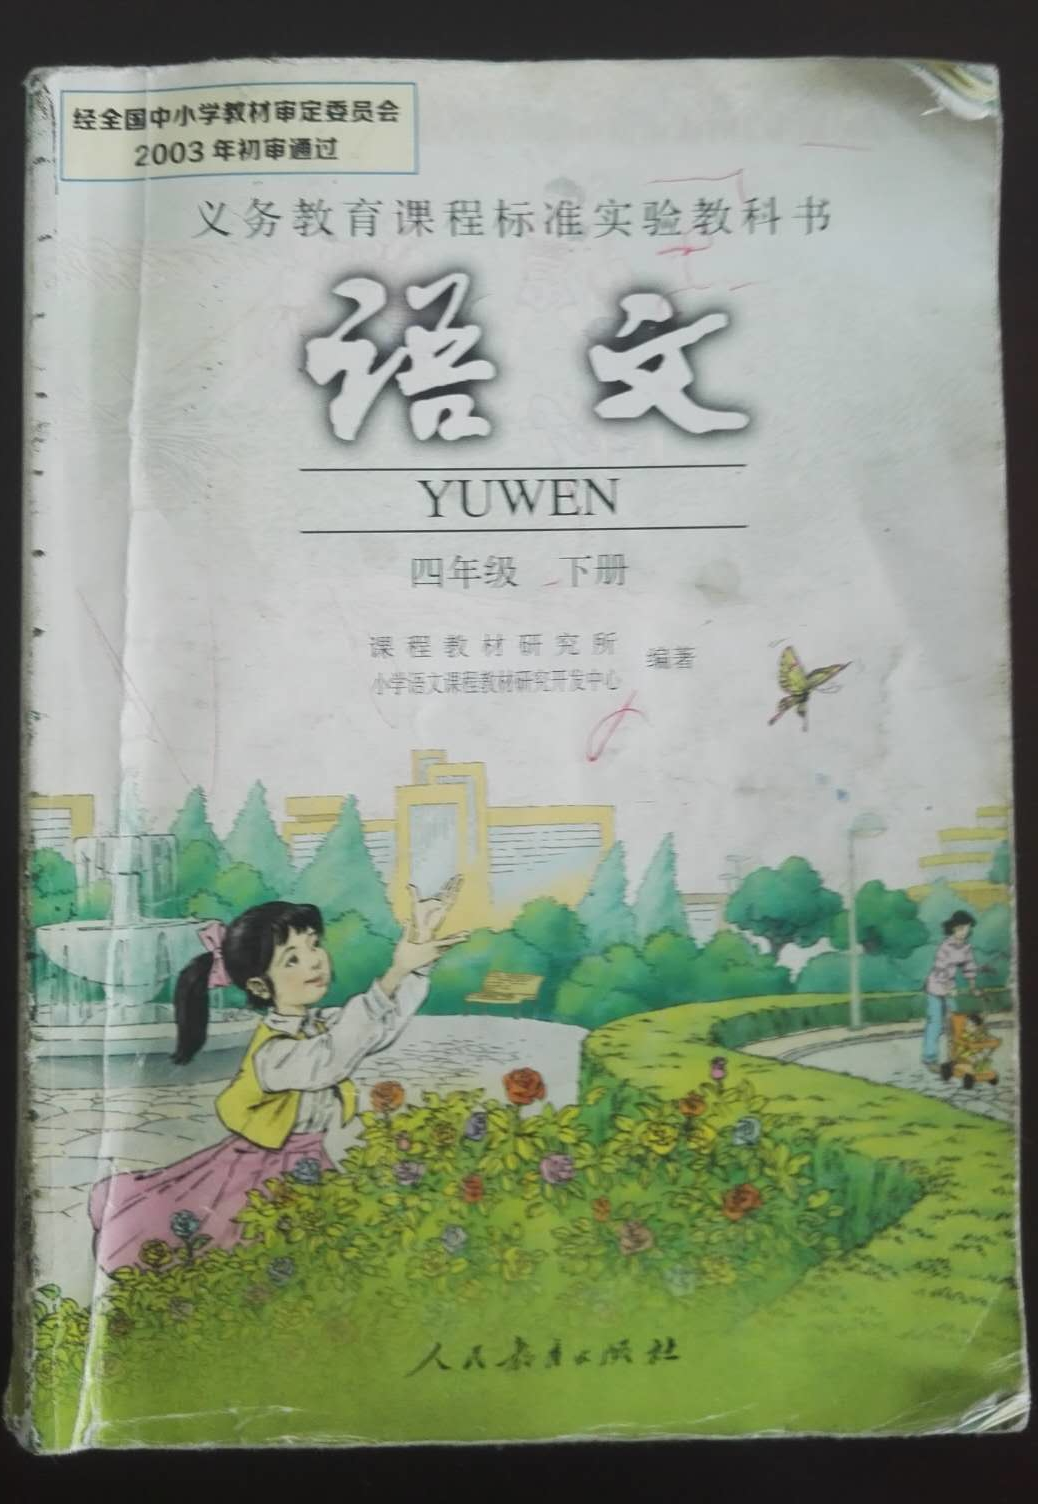 经全国中小学教材审定委员会
2003年初审通过
义务教育课程标准实验教科书
语文
YUWEN
四年级 下册
课程教材研究所
小学语文课程教材研究开发中心
编著
人民教育出版社